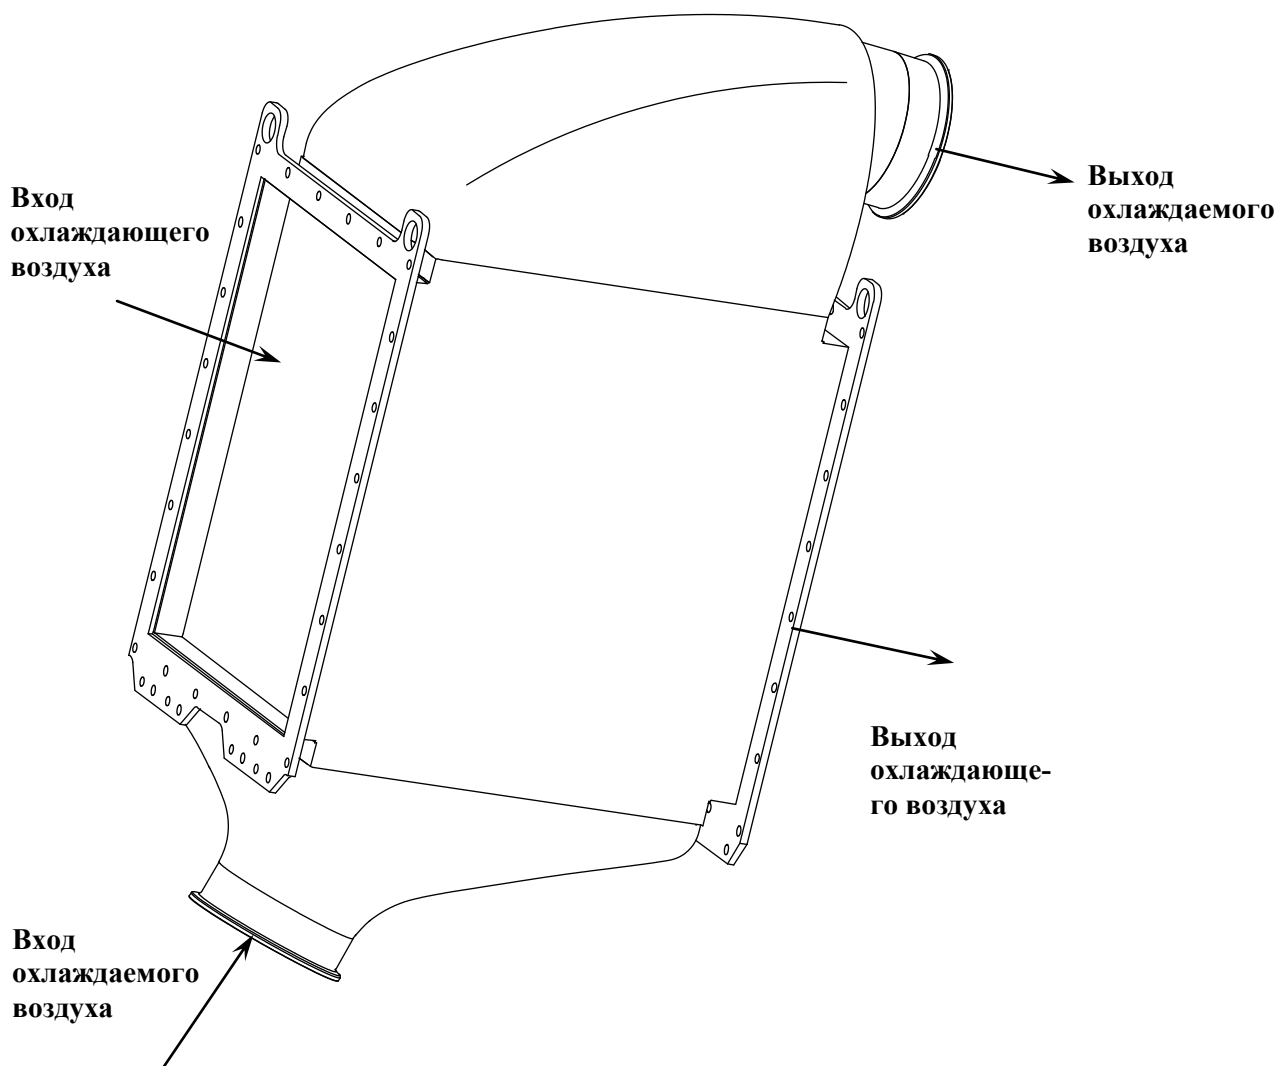 Вход
охлаждающего
воздуха
Выход
охлаждаемого
воздуха
Выход
охлаждающе-
го воздуха
Вход
охлаждаемого
воздуха